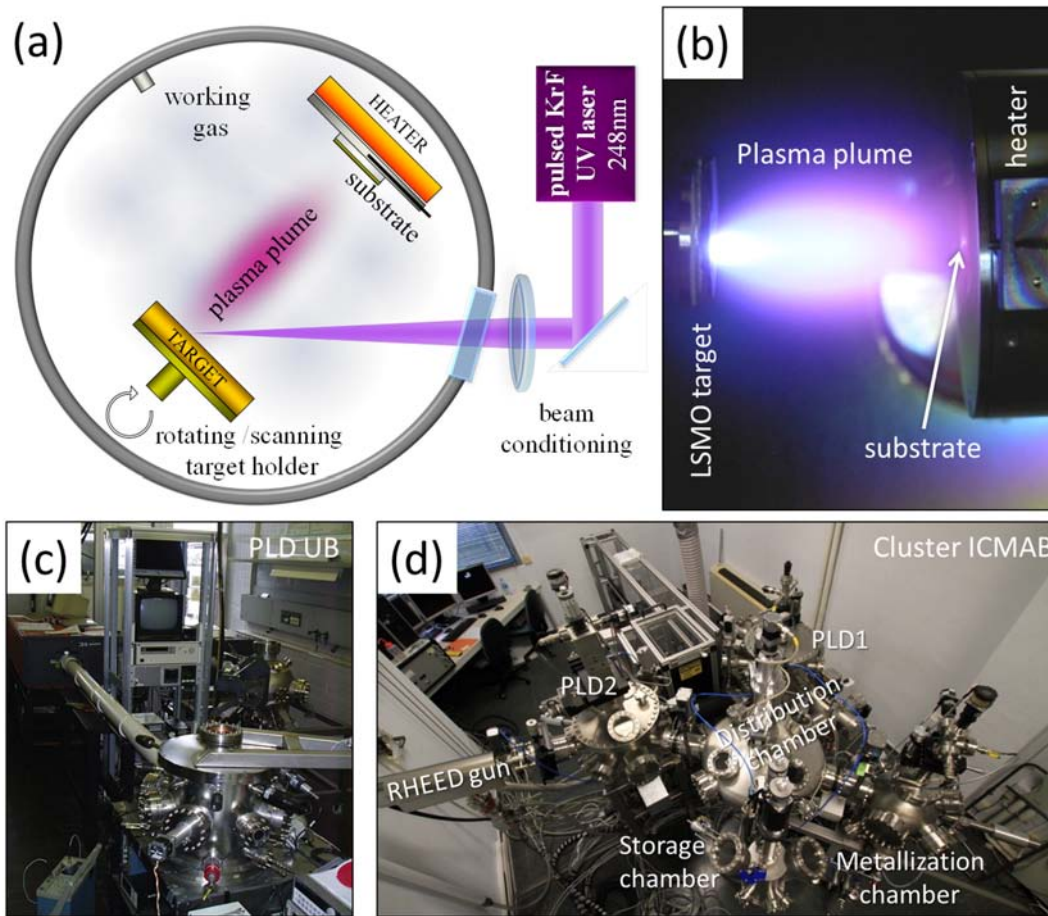 (a)
working
gas
HEATER
substrate
plasma plume
TARGET
rotating /scanning
target holder
pulsed KrF
UV laser
248nm
beam
conditioning
(b)
Plasma plume
heater
LSMO target
substrate
(c)
PLD UB
(d)
Cluster ICMAB
PLD1
PLD2
Distribution
chamber
RHEED gun
Storage
chamber
Metallization
chamber